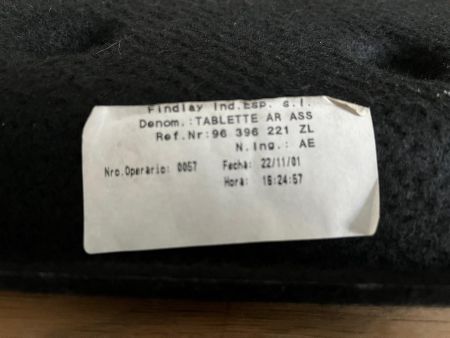 Findlay Ind.Esp. s.l.
Denom.:TABLETTE AR ASS
Ref.Nr:96 396 221 ZL
N.Ing.: AE
Nro.Operario: 0057 Fecha: 22/11/01
Hora: 16:24:57